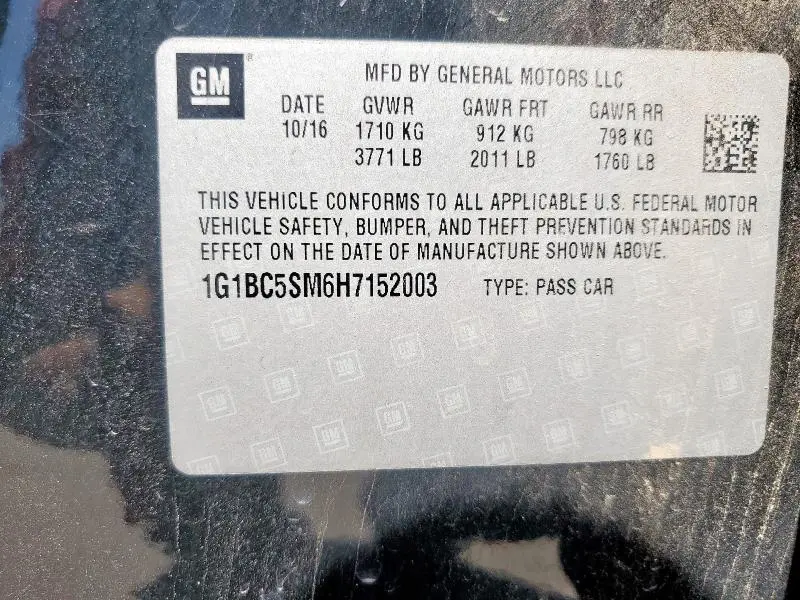 GM
MFD BY GENERAL MOTORS LLC
DATE GVWR GAWR FRT GAWR RR
10/16 1710 KG 912 KG 798 KG
3771 LB 2011 LB 1760 LB
THIS VEHICLE CONFORMS TO ALL APPLICABLE U.S. FEDERAL MOTOR
VEHICLE SAFETY, BUMPER, AND THEFT PREVENTION STANDARDS IN
EFFECT ON THE DATE OF MANUFACTURE SHOWN ABOVE.
1G1BC5SM6H7152003 TYPE: PASS CAR